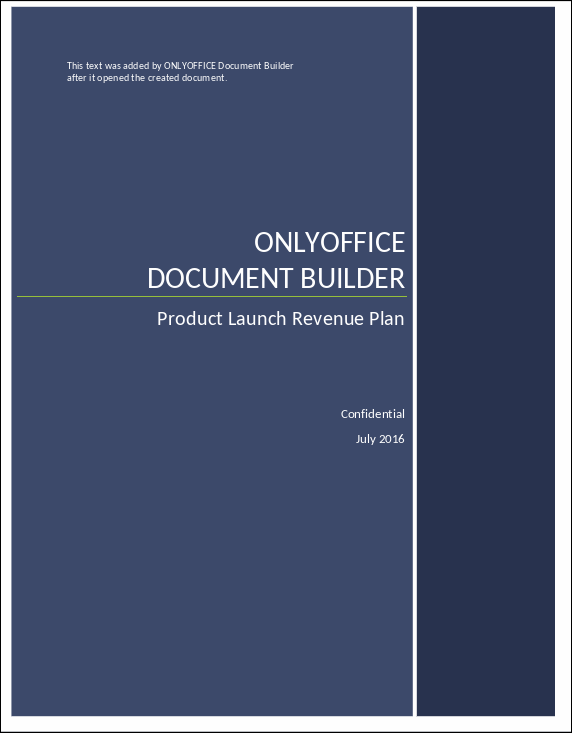 This text was added by ONLYOFFICE Document Builder
after it opened the created document.
ONLYOFFICE
DOCUMENT BUILDER
Product Launch Revenue Plan
Confidential
July 2016